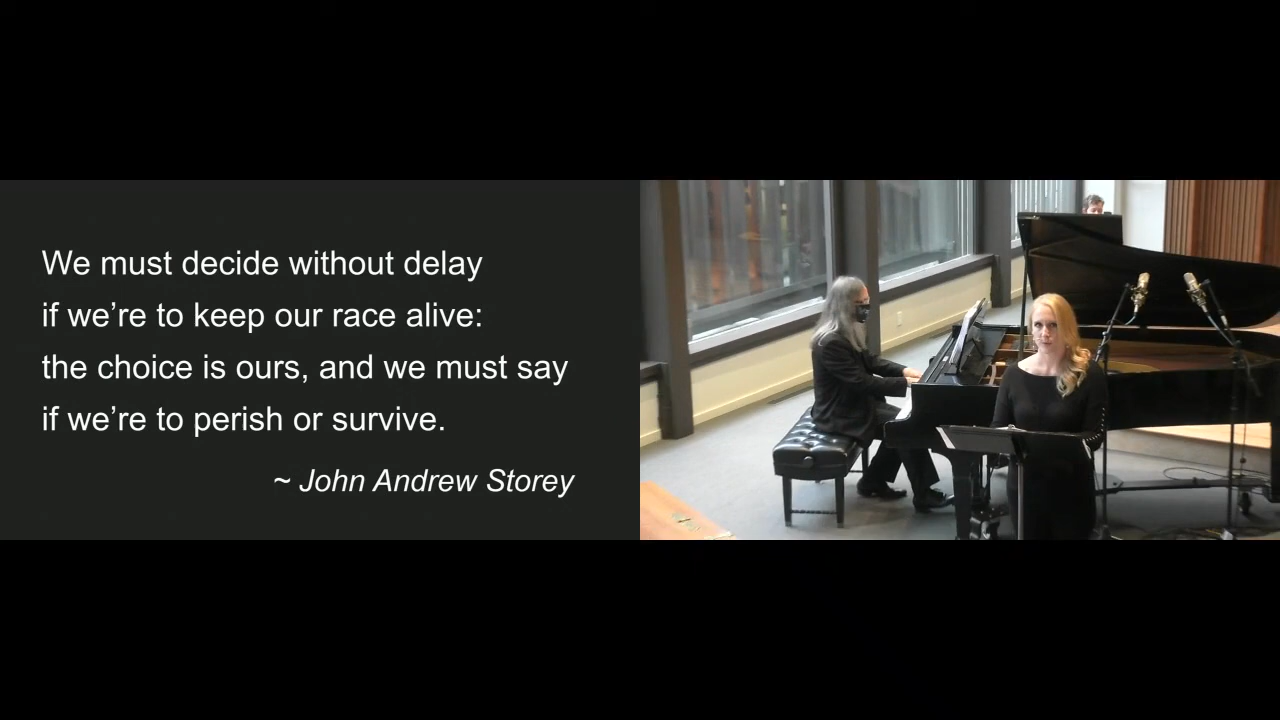 We must decide without delay
if we’re to keep our race alive:
the choice is ours, and we must say
if we’re to perish or survive.
~ John Andrew Storey